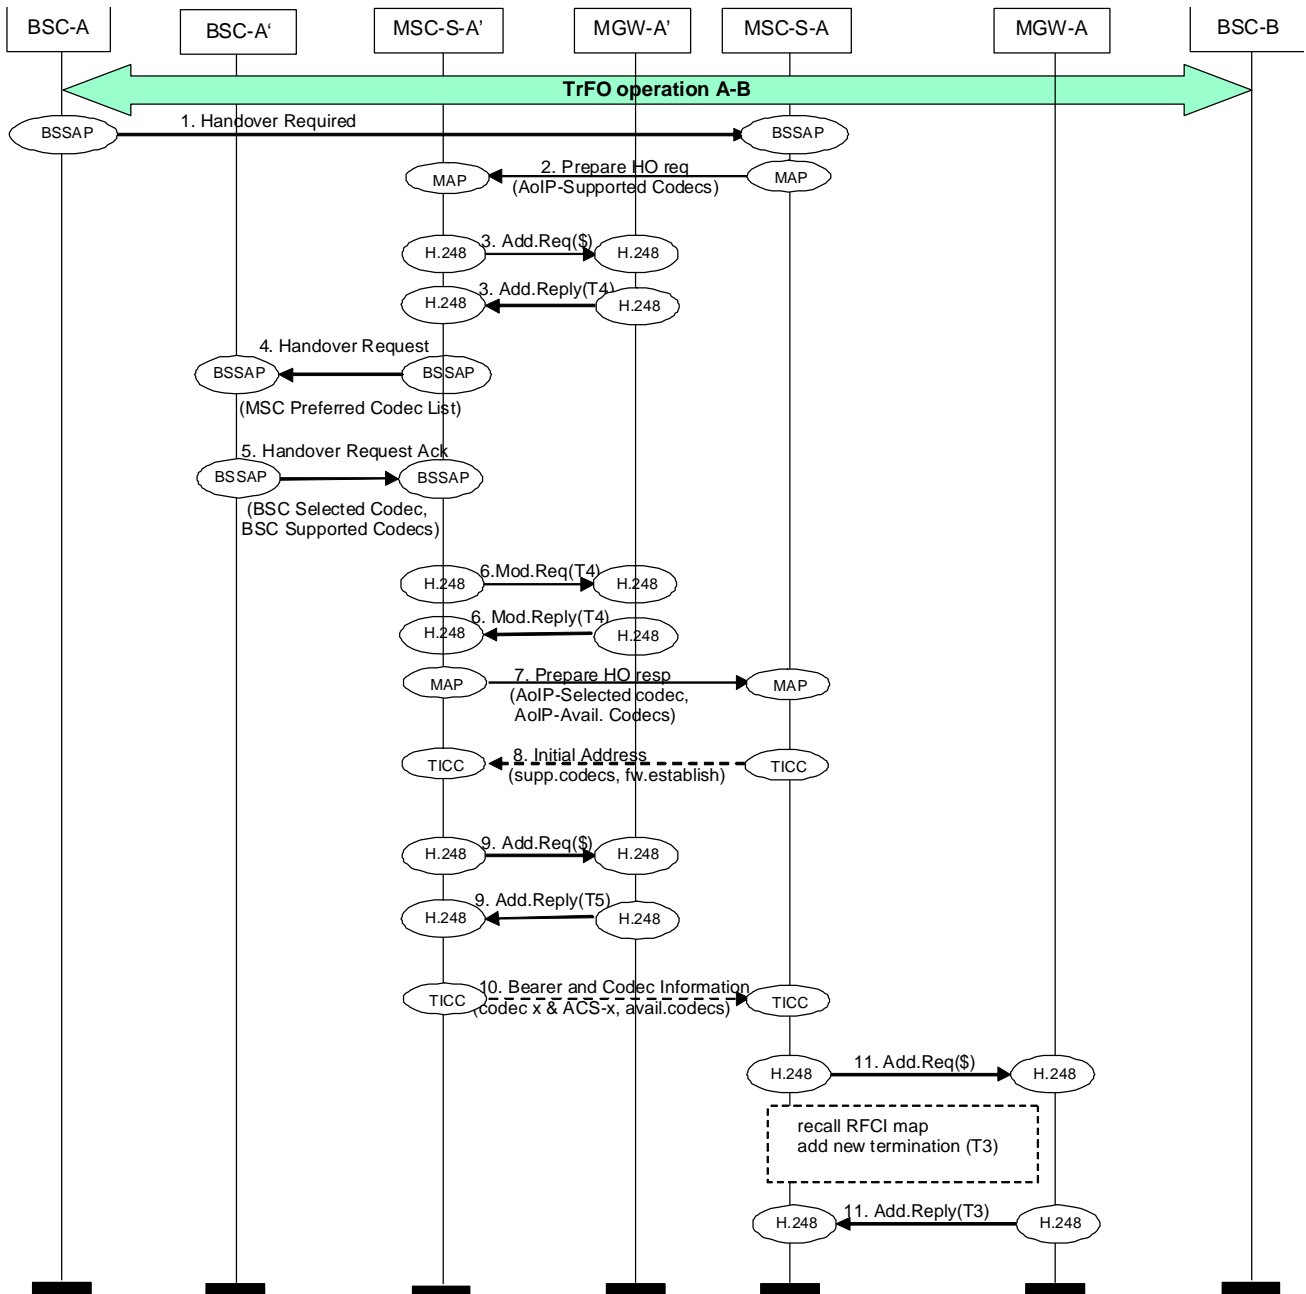 BSC-A
BSC-A‘
MSC-S-A’
MGW-A’
MSC-S-A
MGW-A
BSC-B
TrFO operation A-B
1. Handover Required
BSSAP
BSSAP
2. Prepare HO req
MAP
MAP
(AoIP-Supported Codecs)
3. Add.Req($)
H.248
H.248
3. Add.Reply(T4)
H.248
H.248
4. Handover Request
BSSAP
BSSAP
(MSC Preferred Codec List)
5. Handover Request Ack
BSSAP
BSSAP
(BSC Selected Codec,
BSC Supported Codecs)
6.Mod.Req(T4)
H.248
H.248
6. Mod.Reply(T4)
H.248
H.248
7. Prepare HO resp
MAP
MAP
(AoIP-Selected codec,
AoIP-Avail. Codecs)
8. Initial Address
TICC
TICC
(supp.codecs, fw.establish)
9. Add.Req($)
H.248
H.248
9. Add.Reply(T5)
H.248
H.248
10. Bearer and Codec Information
TICC
TICC
(codec x & ACS-x, avail.codecs)
11. Add.Req($)
H.248
H.248
recall RFCI map
add new termination (T3)
11. Add.Reply(T3)
H.248
H.248